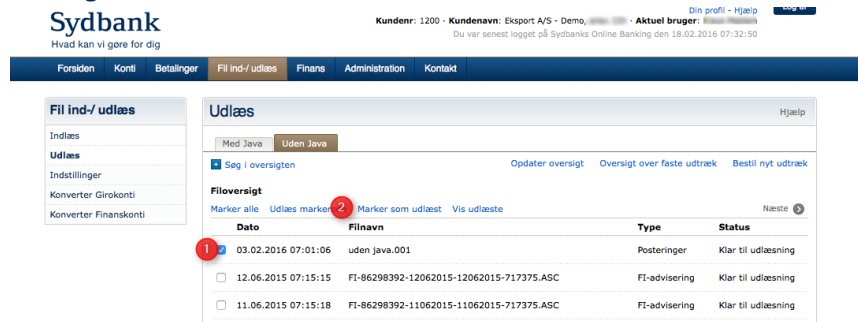 Din profil - Hjælp
Sydbank
Hvad kan vi gøre for dig
Kundenr: 1200 · Kundenavn: Eksport A/S - Demo, · Aktuel bruger:
Du var senest logget på Sydbanks Online Banking den 18.02.2016 07:32:50
Forsiden Konti Betalinger Fil ind-/ udlæs Finans Administration Kontakt
Fil ind-/ udlæs
Indlæs
Udlæs
Indstillinger
Konverter Girokonti
Konverter Finanskonti
Udlæs Hjælp
Med Java Uden Java
+ Søg i oversigten Opdater oversigt Oversigt over faste udtræk Bestil nyt udtræk
Filoversigt
Marker alle Udlæs 2 Marker som udlæst Vis udlæste Næste
Dato Filnavn Type Status
1 03.02.2016 07:01:06 uden java.001 Posteringer Klar til udlæsning
12.06.2015 07:15:15 FI-86298392-12062015-12062015-717375.ASC FI-advisering Klar til udlæsning
11.06.2015 07:15:18 FI-86298392-11062015-11062015-717375.ASC FI-advisering Klar til udlæsning